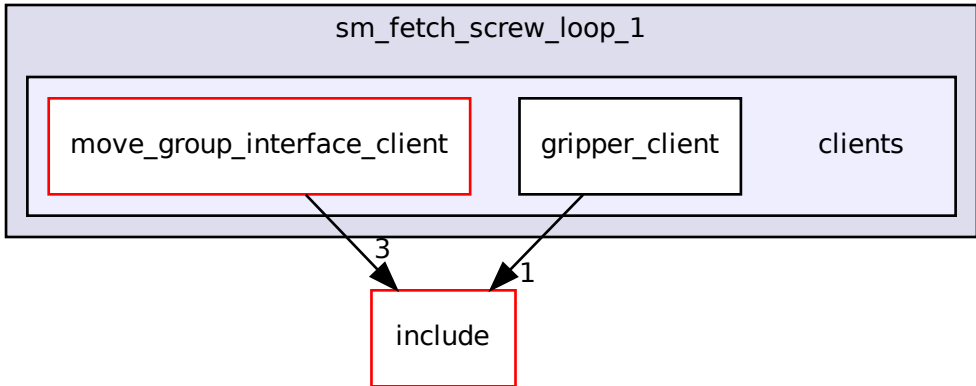 sm_fetch_screw_loop_1
move_group_interface_client
gripper_client
clients
3
1
include